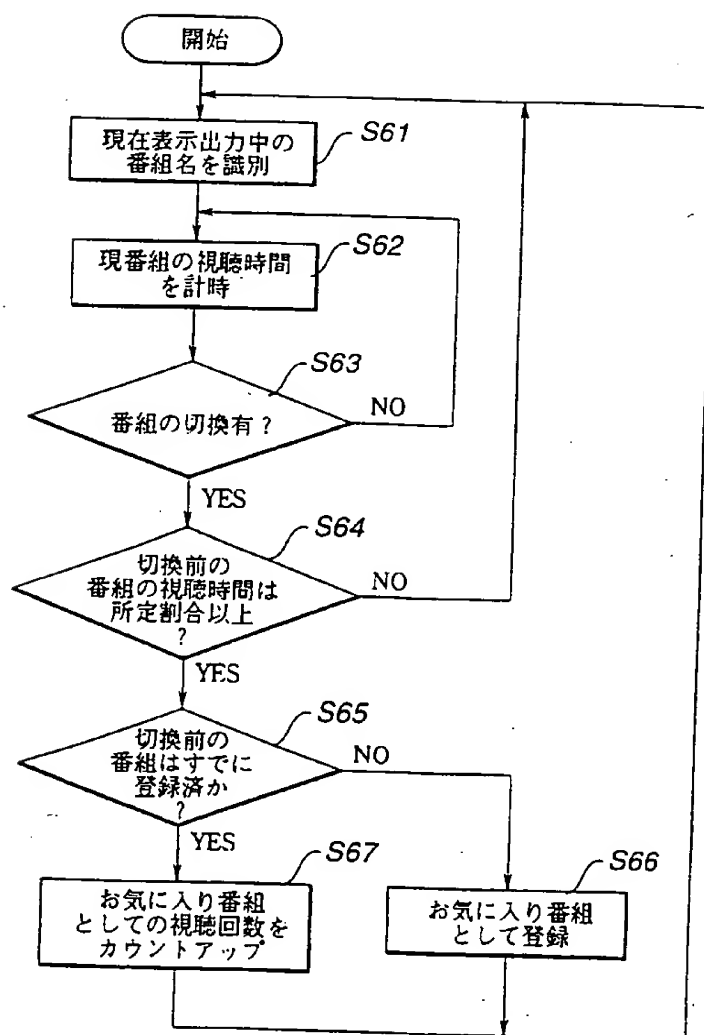 開始
現在表示出力中の
番組名を識別
S61
現番組の視聴時間
を計時
S62
S63
番組の切換有？
NO
YES
S64
切換前の
番組の視聴時間は
所定割合以上
？
NO
YES
S65
切換前の
番組はすでに
登録済か
？
NO
YES
S67
お気に入り番組
としての視聴回数を
カウントアップ
S66
お気に入り番組
として登録